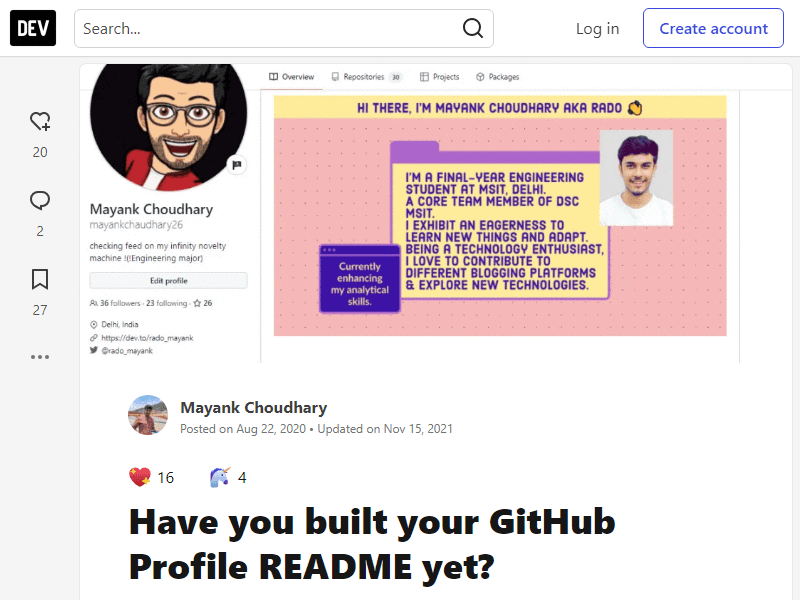 DEV
Search...
Log in
Create account
20
2
27
Overview
Repositories 30
Projects
Packages
Mayank Choudhary
mayankchaudhary26
checking feed on my infinity novelty
machine !(!Engineering major)
Edit profile
36 followers · 23 following · 26
Delhi, India
https://dev.to/rado_mayank
@rado_mayank
HI THERE, I'M MAYANK CHOUDHARY AKA RADO
I'M A FINAL-YEAR ENGINEERING
STUDENT AT MSIT, DELHI.
A CORE TEAM MEMBER OF DSC
MSIT.
I EXHIBIT AN EAGERNESS TO
LEARN NEW THINGS AND ADAPT.
BEING A TECHNOLOGY ENTHUSIAST,
I LOVE TO CONTRIBUTE TO
DIFFERENT BLOGGING PLATFORMS
& EXPLORE NEW TECHNOLOGIES.
Currently
enhancing
my analytical
skills.
Mayank Choudhary
Posted on Aug 22, 2020 • Updated on Nov 15, 2021
16
4
Have you built your GitHub
Profile README yet?